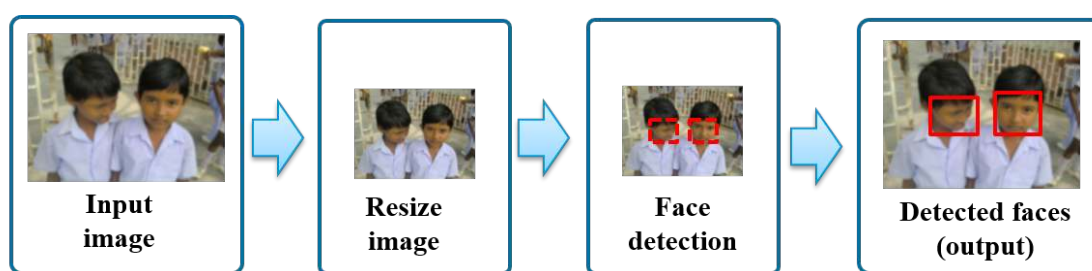 Input
image
Resize
image
Face
detection
Detected faces
(output)